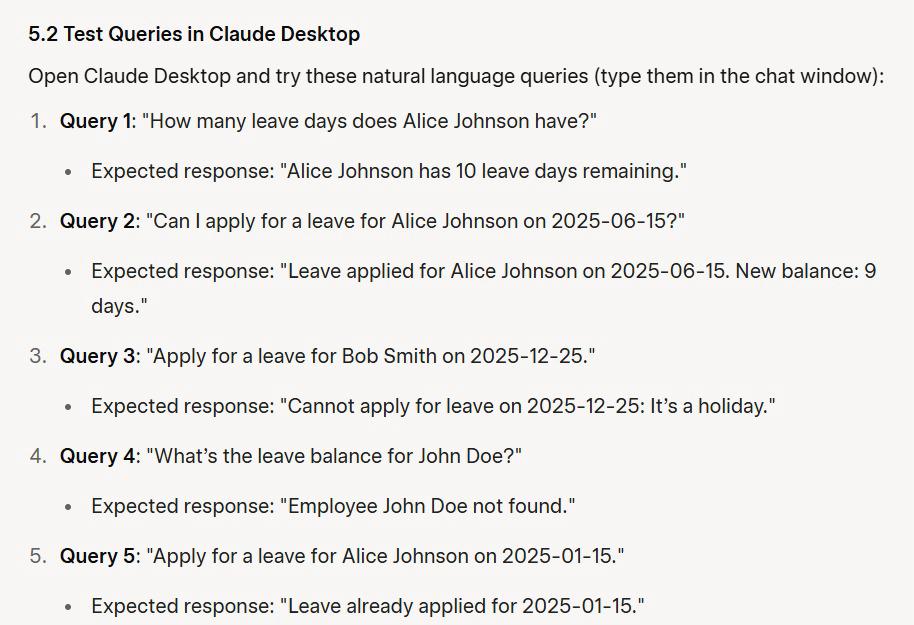 5.2 Test Queries in Claude Desktop
Open Claude Desktop and try these natural language queries (type them in the chat window):
1. Query 1: "How many leave days does Alice Johnson have?"
• Expected response: "Alice Johnson has 10 leave days remaining."
2. Query 2: "Can I apply for a leave for Alice Johnson on 2025-06-15?"
• Expected response: "Leave applied for Alice Johnson on 2025-06-15. New balance: 9
days."
3. Query 3: "Apply for a leave for Bob Smith on 2025-12-25."
• Expected response: "Cannot apply for leave on 2025-12-25: It’s a holiday."
4. Query 4: "What’s the leave balance for John Doe?"
• Expected response: "Employee John Doe not found."
5. Query 5: "Apply for a leave for Alice Johnson on 2025-01-15."
• Expected response: "Leave already applied for 2025-01-15."